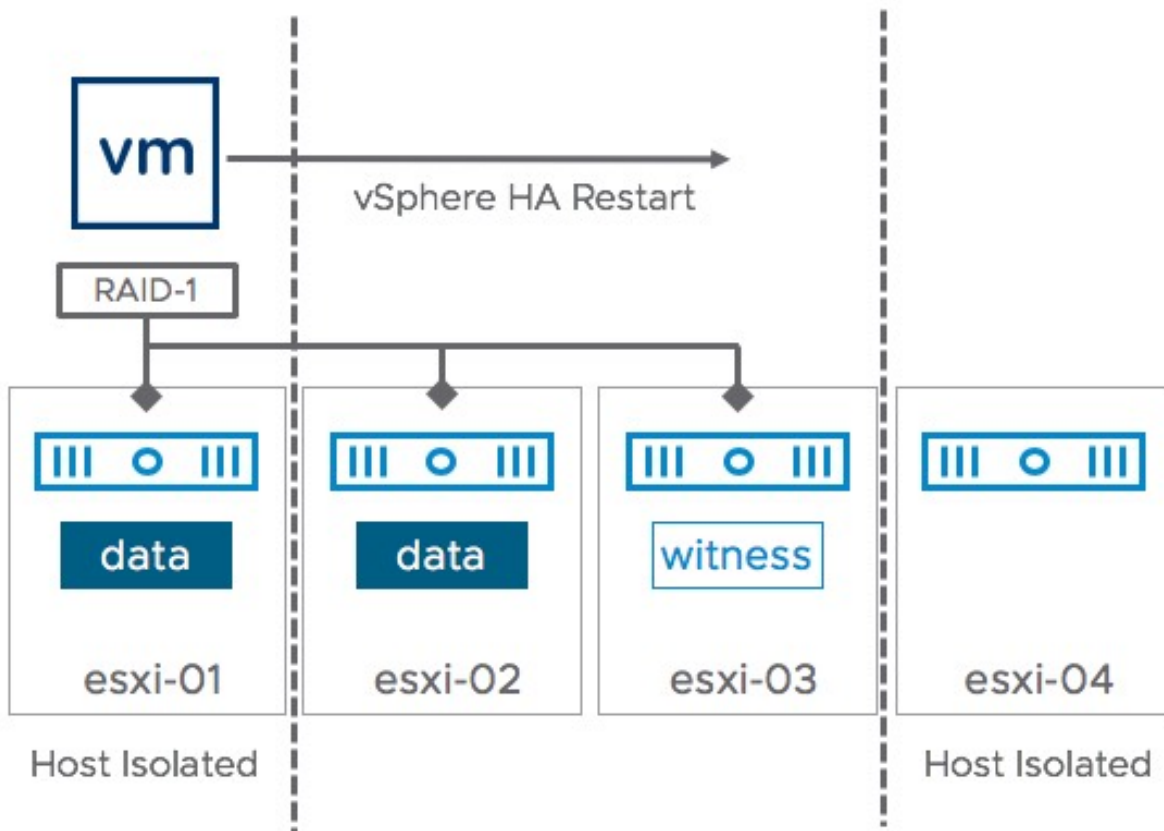 vm
vSphere HA Restart
RAID-1
data
data
witness
esxi-01
esxi-02
esxi-03
esxi-04
Host Isolated
Host Isolated